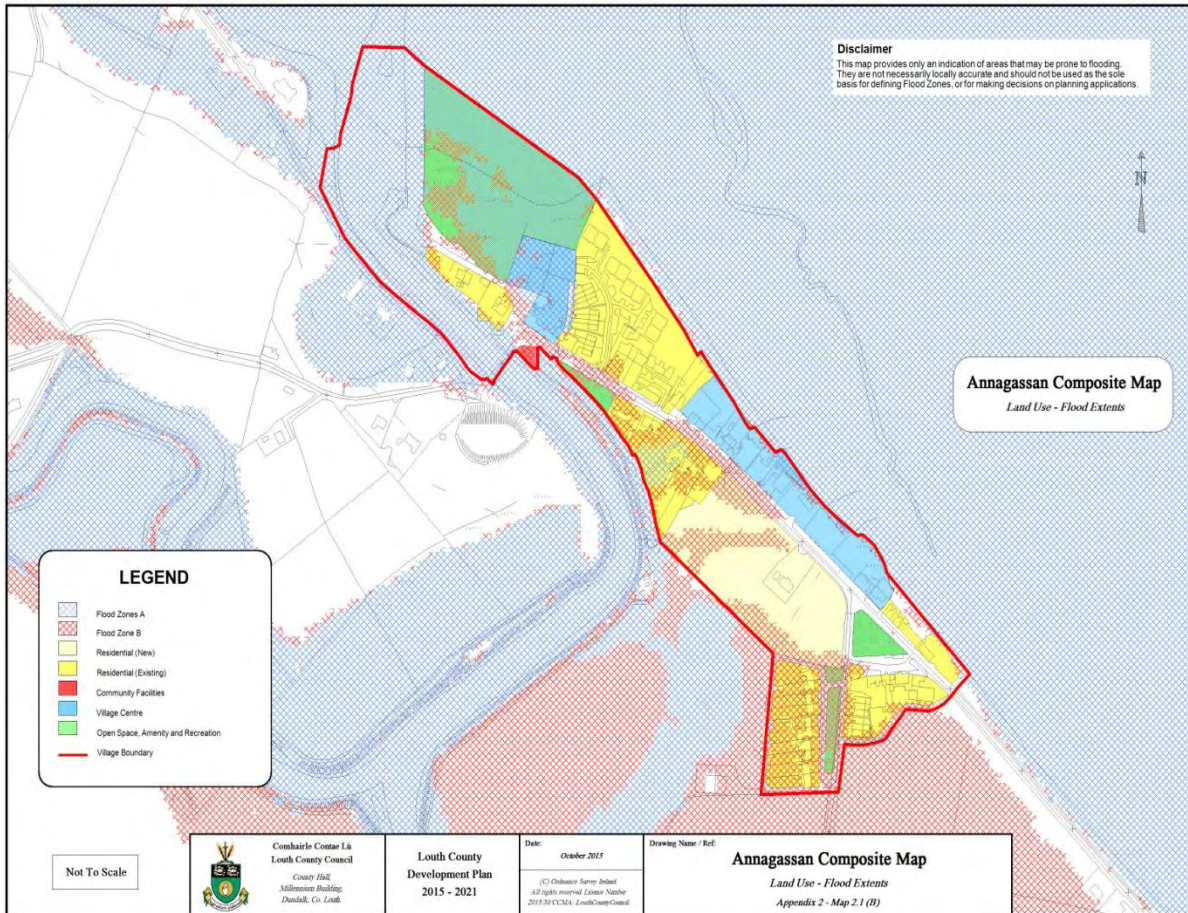 Disclaimer
This map provides only an indication of areas that may be prone to flooding.
They are not necessarily locally accurate and should not be used as the sole
basis for defining Flood Zones, or for making decisions on planning applications.
N
Annagassan Composite Map
Land Use - Flood Extents
LEGEND
Flood Zones A
Flood Zone B
Residential (New)
Residential (Existing)
Community Facilities
Village Centre
Open Space, Amenity and Recreation
Village Boundary
Not To Scale
Comhairle Contae Lú
Louth County Council
County Hall,
Millennium Building,
Dundalk, Co. Louth
Louth County
Development Plan
2015 - 2021
Date:
October 2015
(C) Ordnance Survey Ireland.
All rights reserved. Licence Number
2015/30/CCMA/ LouthCountyCouncil
Drawing Name / Ref:
Annagassan Composite Map
Land Use - Flood Extents
Appendix 2 - Map 2.1 (B)